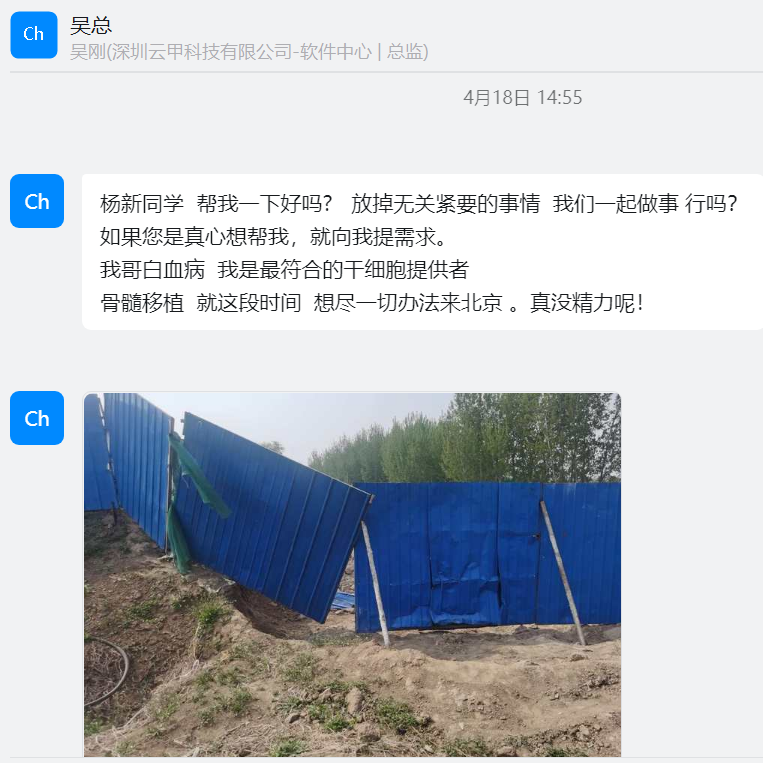 Ch
吴总
吴刚(深圳云甲科技有限公司-软件中心 | 总监)
4月18日 14:55
Ch
杨新同学 帮我一下好吗? 放掉无关紧要的事情 我们一起做事 行吗?
如果您是真心想帮我，就向我提需求。
我哥白血病 我是最符合的干细胞提供者
骨髓移植 就这段时间 想尽一切办法来北京 。真没精力呢！
Ch